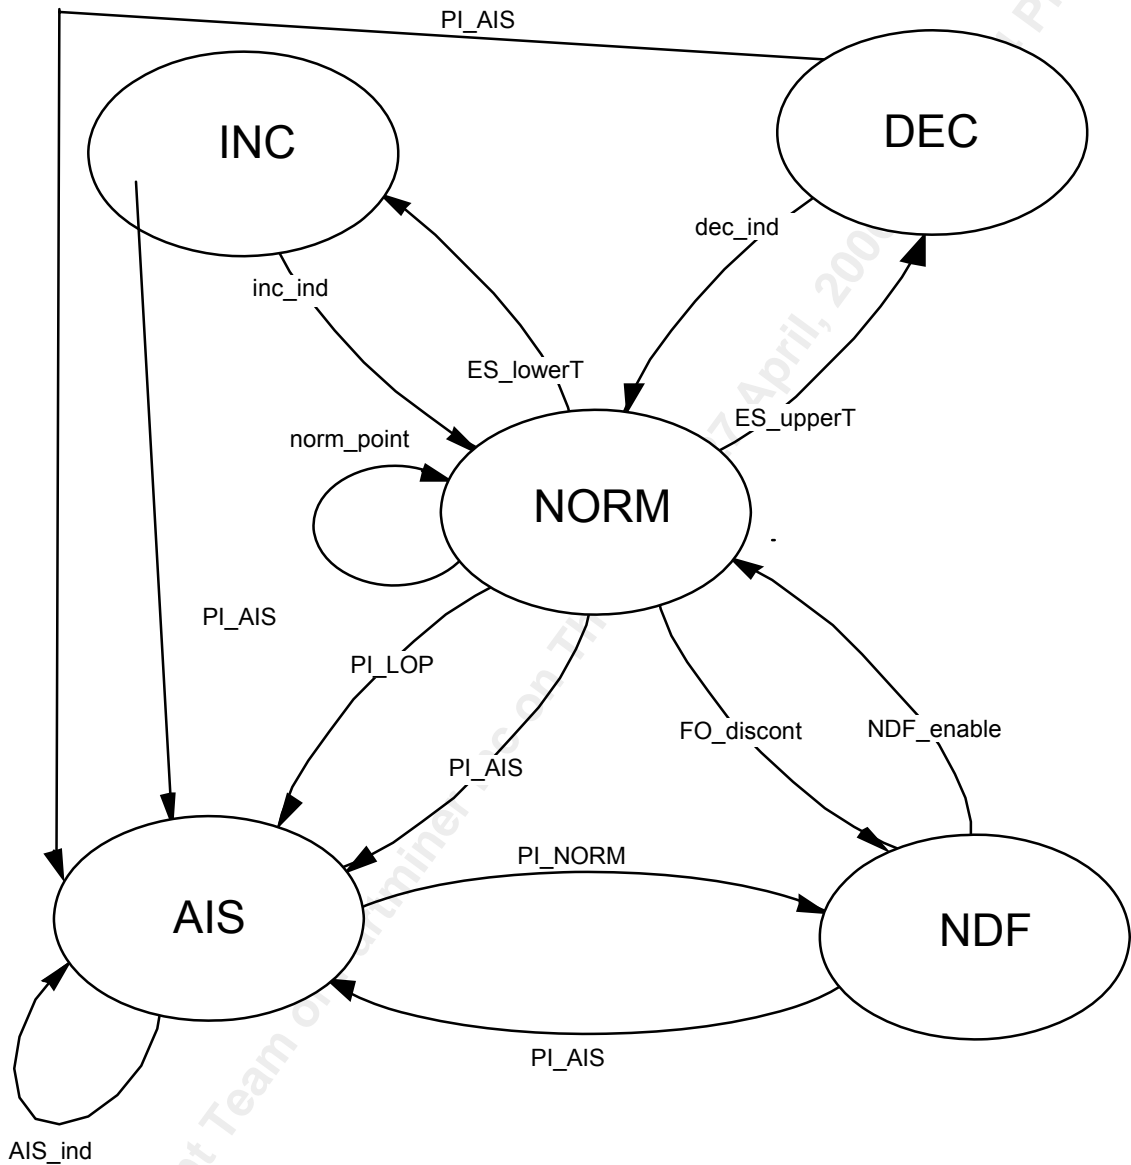 PI_AIS
INC
DEC
dec_ind
inc_ind
ES_lowerT
ES_upperT
norm_point
NORM
PI_AIS
PI_LOP
FO_discont
NDF_enable
PI_AIS
PI_NORM
AIS
NDF
PI_AIS
AIS_ind